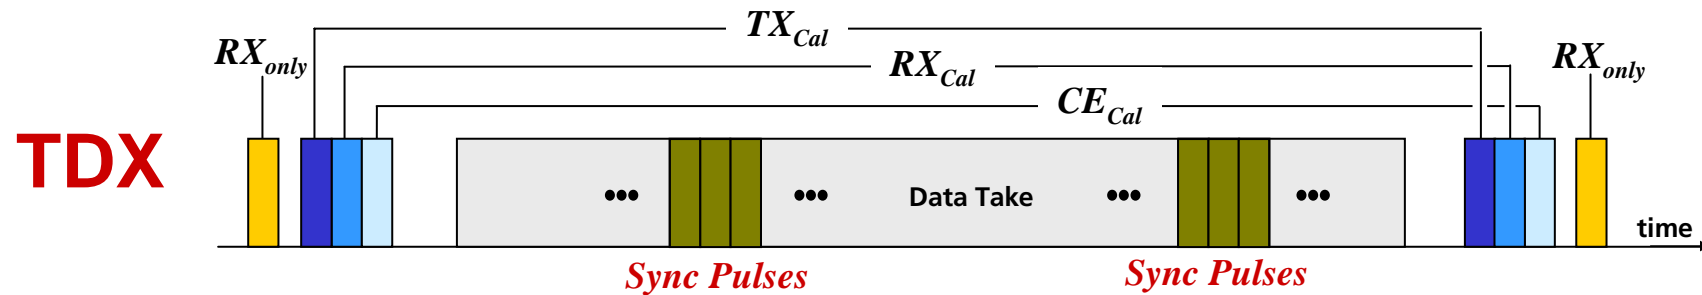 TX_Cal
RX_only
RX_Cal
RX_only
CE_Cal
TDX
••• ••• Data Take ••• •••
time
Sync Pulses Sync Pulses